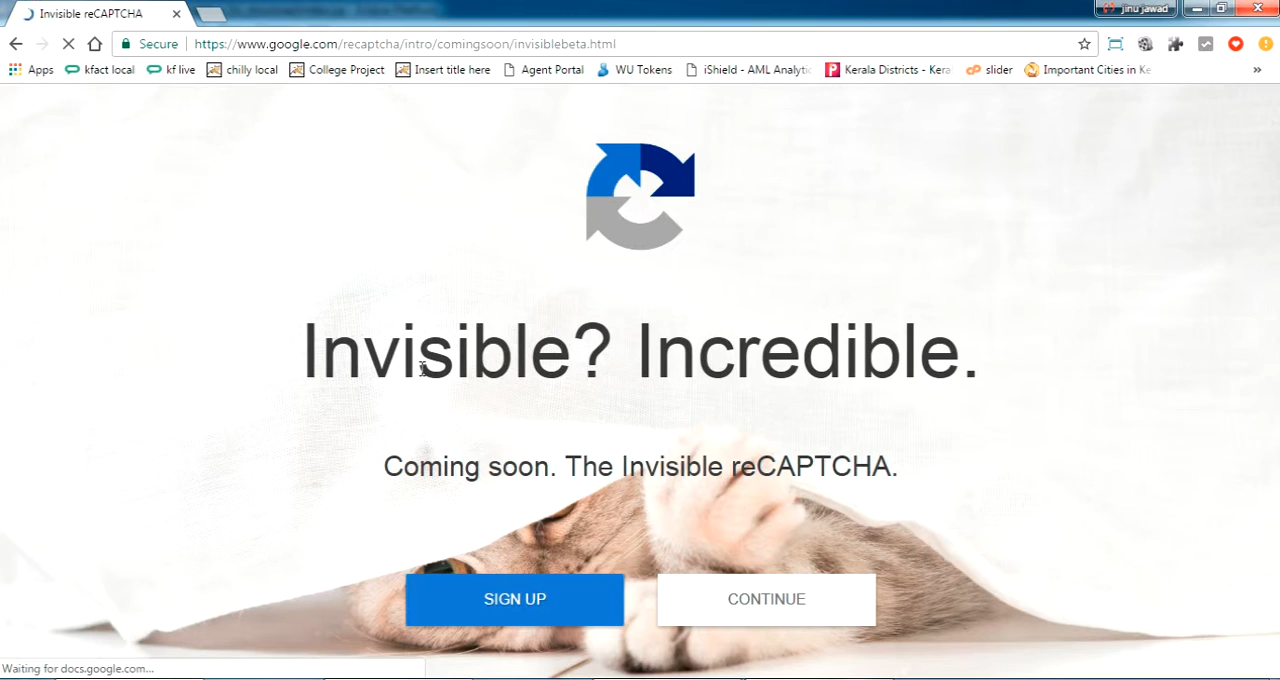 Invisible reCAPTCHA
jinu jawad
Secure https://www.google.com/recaptcha/intro/comingsoon/invisiblebeta.html
Apps kfact local kf live chilly local College Project Insert title here Agent Portal WU Tokens iShield - AML Analytic Kerala Districts - Kera slider Important Cities in Ke »
Invisible? Incredible.
Coming soon. The Invisible reCAPTCHA.
SIGN UP CONTINUE
Waiting for docs.google.com...